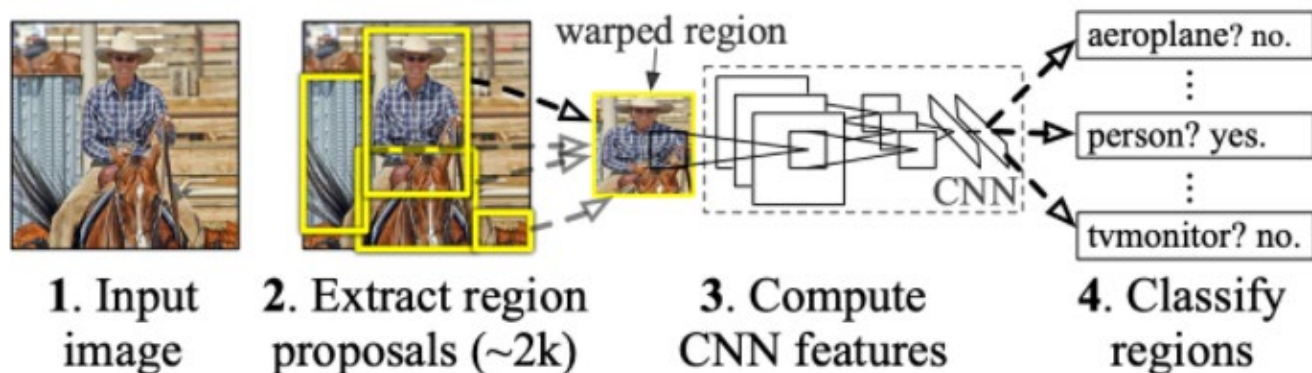 warped region
aeroplane? no.
⋮
person? yes.
CNN
⋮
tvmonitor? no.
1. Input
image
2. Extract region
proposals (~2k)
3. Compute
CNN features
4. Classify
regions